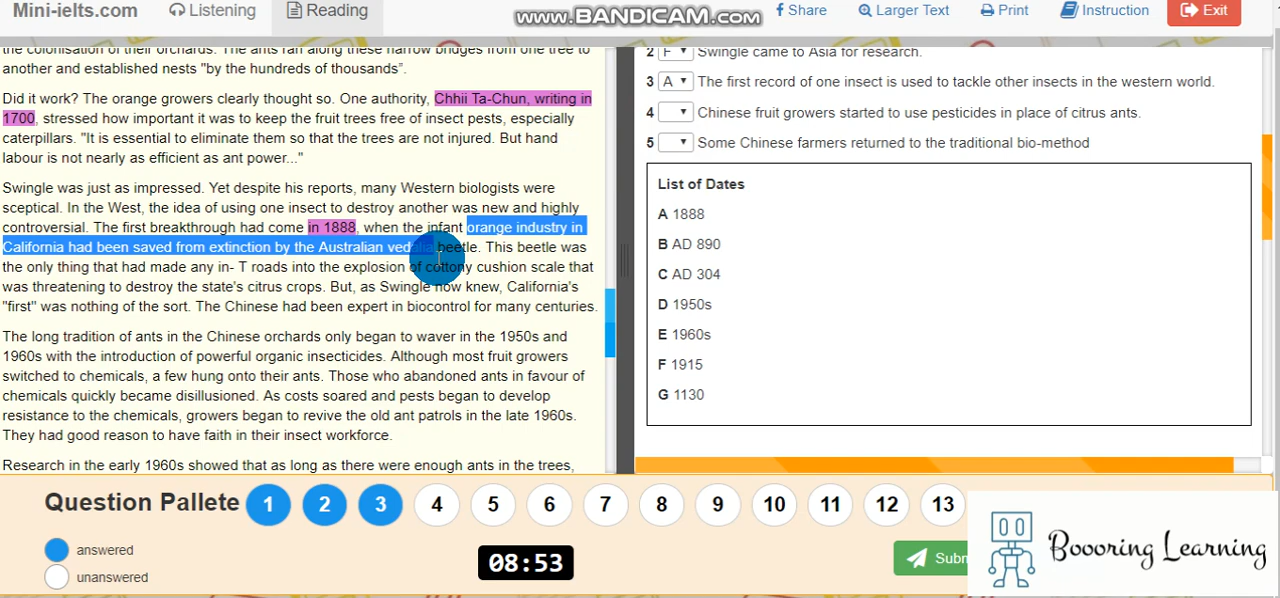 Mini-ielts.com Listening Reading www.BANDICAM.com Share Larger Text Print Instruction Exit
the colonisation of their orchards. The ants ran along these narrow bridges from one tree to
another and established nests "by the hundreds of thousands".
Did it work? The orange growers clearly thought so. One authority, Chhii Ta-Chun, writing in
1700, stressed how important it was to keep the fruit trees free of insect pests, especially
caterpillars. "It is essential to eliminate them so that the trees are not injured. But hand
labour is not nearly as efficient as ant power..."
Swingle was just as impressed. Yet despite his reports, many Western biologists were
sceptical. In the West, the idea of using one insect to destroy another was new and highly
controversial. The first breakthrough had come in 1888, when the infant orange industry in
California had been saved from extinction by the Australian vedalia beetle. This beetle was
the only thing that had made any in- T roads into the explosion of cottony cushion scale that
was threatening to destroy the state's citrus crops. But, as Swingle now knew, California's
"first" was nothing of the sort. The Chinese had been expert in biocontrol for many centuries.
The long tradition of ants in the Chinese orchards only began to waver in the 1950s and
1960s with the introduction of powerful organic insecticides. Although most fruit growers
switched to chemicals, a few hung onto their ants. Those who abandoned ants in favour of
chemicals quickly became disillusioned. As costs soared and pests began to develop
resistance to the chemicals, growers began to revive the old ant patrols in the late 1960s.
They had good reason to have faith in their insect workforce.
Research in the early 1960s showed that as long as there were enough ants in the trees,
2 F Swingle came to Asia for research.
3 A The first record of one insect is used to tackle other insects in the western world.
4 Chinese fruit growers started to use pesticides in place of citrus ants.
5 Some Chinese farmers returned to the traditional bio-method
List of Dates
A 1888
B AD 890
C AD 304
D 1950s
E 1960s
F 1915
G 1130
Question Pallete 1 2 3 4 5 6 7 8 9 10 11 12 13
answered
unanswered
08:53
Subm
Boooring Learning